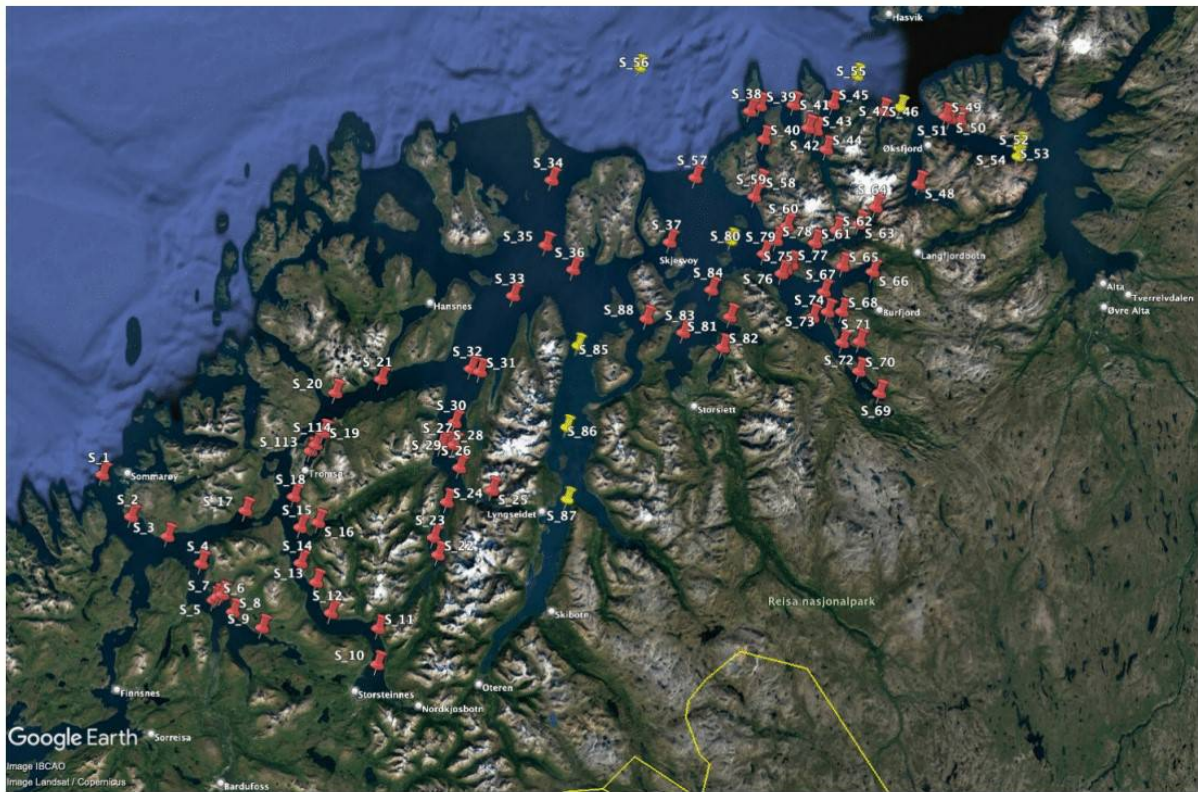 Hasvik
S_56
S_55
S_38
S_39
S_41
S_45
S_47
S_46
S_49
S_40
S_43
S_51
S_50
S_42
S_44
Øksfjord
S_52
S_54
S_53
S_34
S_57
S_59
S_58
S_48
S_64
S_60
S_62
S_35
S_37
S_80
S_79
S_78
S_61
S_63
S_36
Skjesvoy
S_75
S_77
S_65
Langfjordbotn
S_76
S_67
S_66
S_33
S_84
Alta
Tverrelvdalen
Hansnes
S_74
S_68
Øvre Alta
S_88
S_83
S_73
Burfjord
S_81
S_82
S_71
S_85
S_72
S_32
S_31
S_70
S_21
S_20
Storslett
S_69
S_30
S_114
S_19
S_27
S_28
S_86
S_113
S_29
S_26
S_1
Sommarøy
Tromsø
S_18
S_2
S_17
S_24
S_25
S_3
S_15
Lyngseidet
S_87
S_16
S_23
S_4
S_14
S_22
S_13
S_7
S_6
S_5
S_8
S_12
Reisa nasjonalpark
S_9
S_11
Skibotn
S_10
Finnsnes
Storsteinnes
Oteren
Nordkjosbotn
Google Earth
Sørreisa
Image IBCAO
Image Landsat / Copernicus
Bardufoss